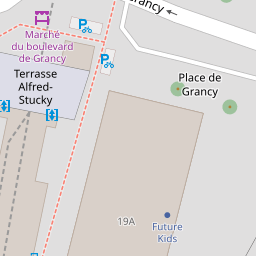 Grancy
Marché
du boulevard
de Grancy
Terrasse
Alfred-
Stucky
Place de
Grancy
19A
Future
Kids